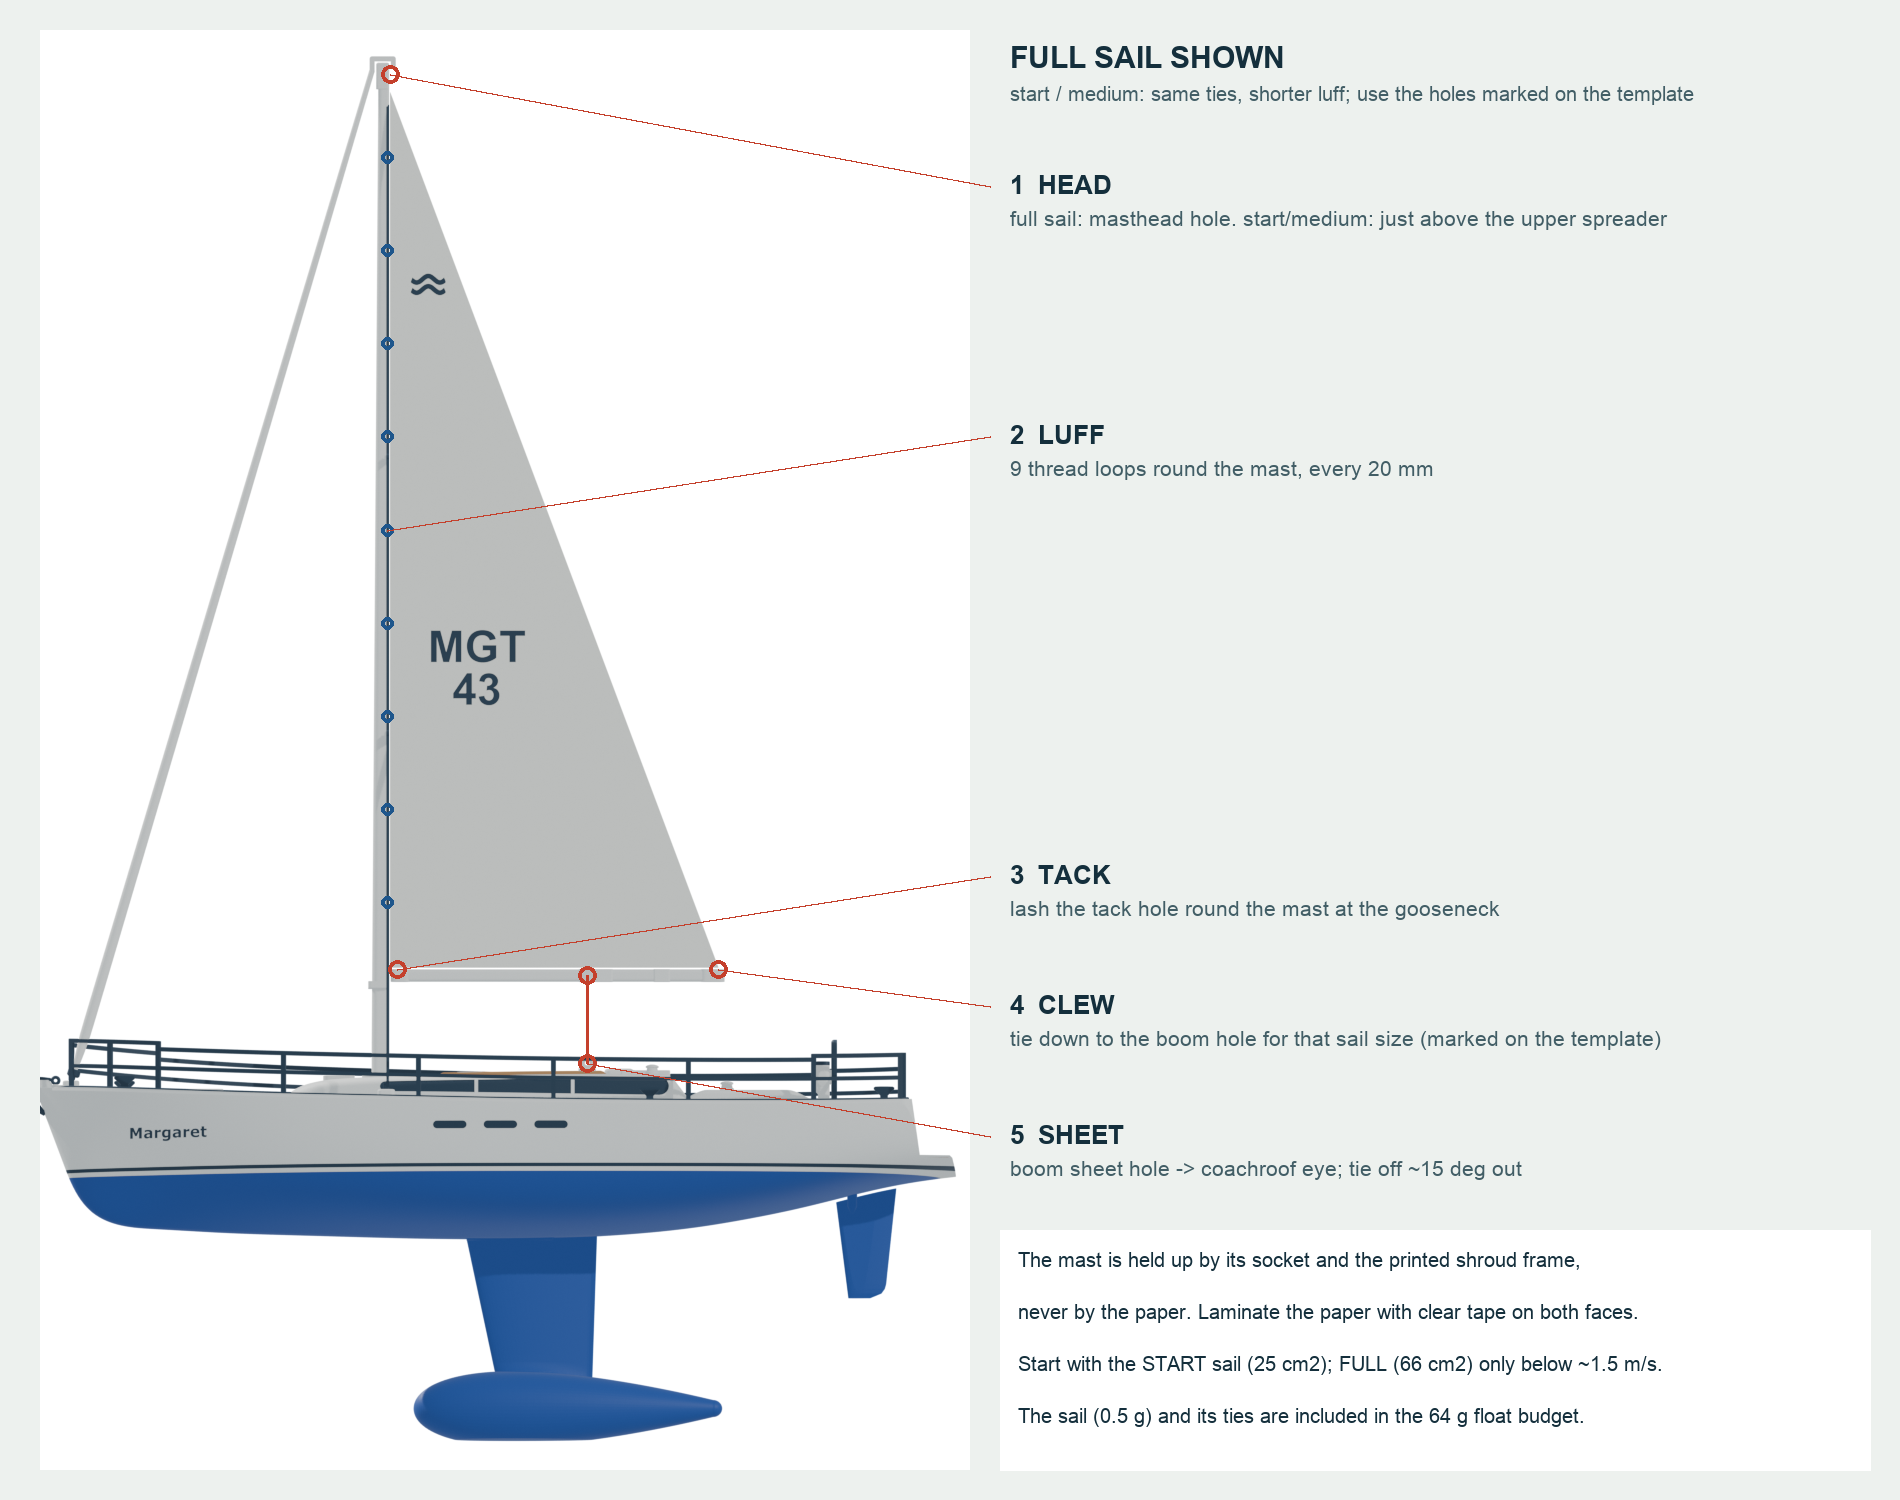 FULL SAIL SHOWN
start / medium: same ties, shorter luff; use the holes marked on the template
1 HEAD
full sail: masthead hole. start/medium: just above the upper spreader
2 LUFF
9 thread loops round the mast, every 20 mm
MGT
43
3 TACK
lash the tack hole round the mast at the gooseneck
4 CLEW
tie down to the boom hole for that sail size (marked on the template)
Margaret
5 SHEET
boom sheet hole -> coachroof eye; tie off ~15 deg out
The mast is held up by its socket and the printed shroud frame,
never by the paper. Laminate the paper with clear tape on both faces.
Start with the START sail (25 cm2); FULL (66 cm2) only below ~1.5 m/s.
The sail (0.5 g) and its ties are included in the 64 g float budget.